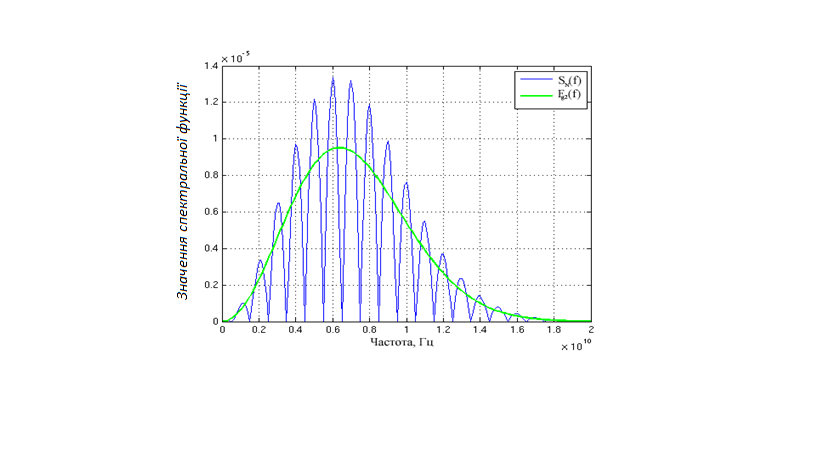 × 10⁻⁵
1.4
1.2
1
0.8
0.6
0.4
0.2
0
Значення спектральної функції
S_N(f)
F_g2(f)
0 0.2 0.4 0.6 0.8 1 1.2 1.4 1.6 1.8 2
Частота, Гц
× 10¹⁰